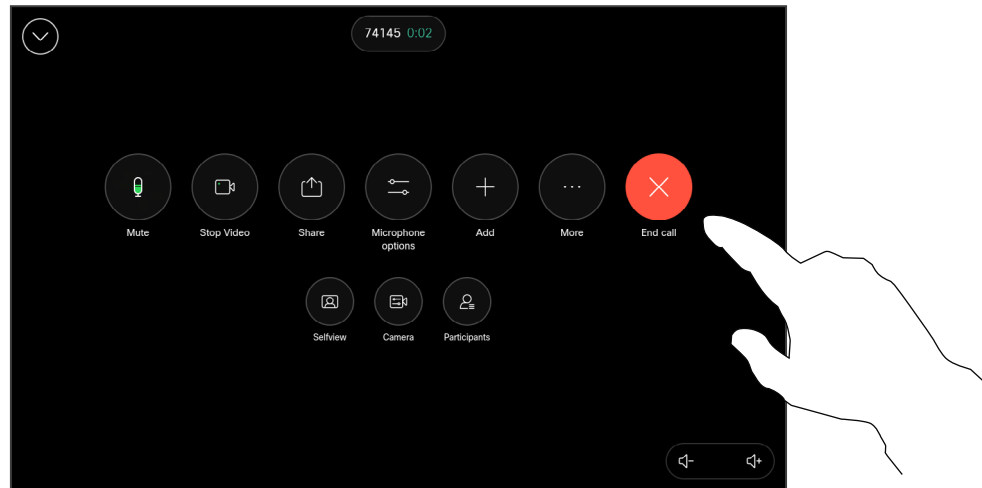 74145 0:02
Mute
Stop Video
Share
Microphone
options
Add
More
End call
Selfview
Camera
Participants